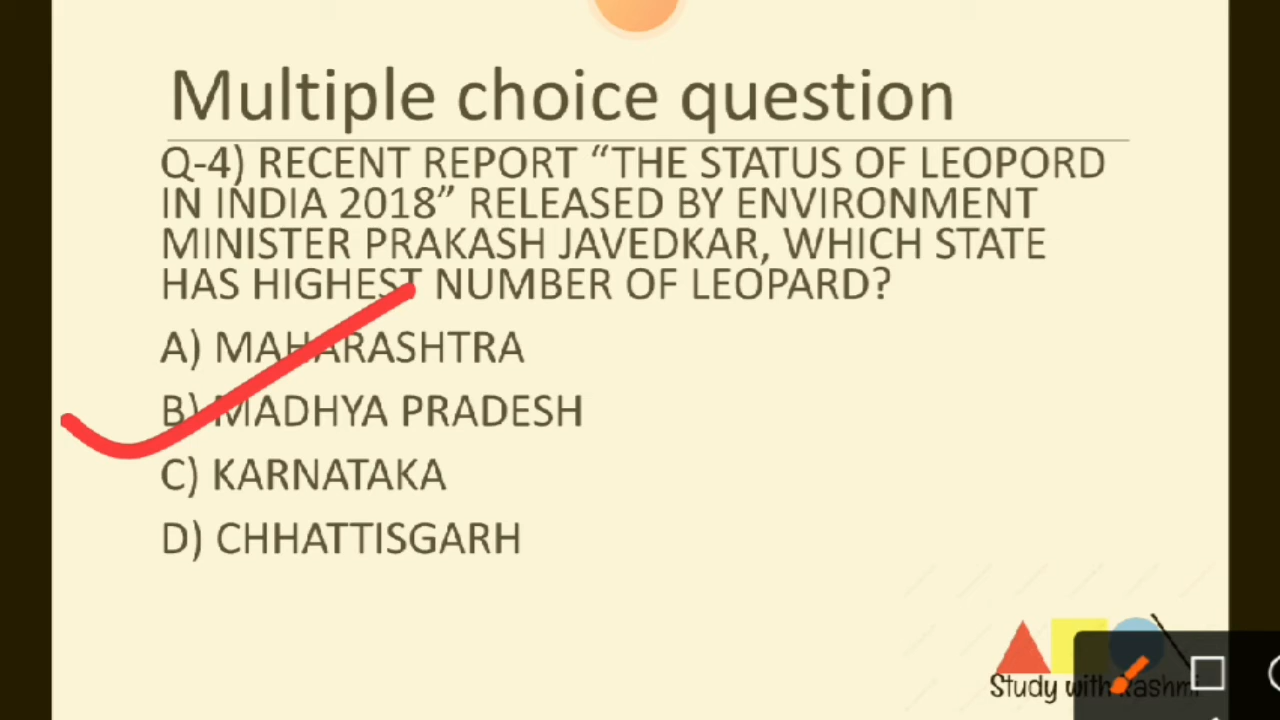 Multiple choice question
Q-4) RECENT REPORT “THE STATUS OF LEOPORD
IN INDIA 2018” RELEASED BY ENVIRONMENT
MINISTER PRAKASH JAVEDKAR, WHICH STATE
HAS HIGHEST NUMBER OF LEOPARD?
A) MAHARASHTRA
B) MADHYA PRADESH
C) KARNATAKA
D) CHHATTISGARH
Study with Rashmi